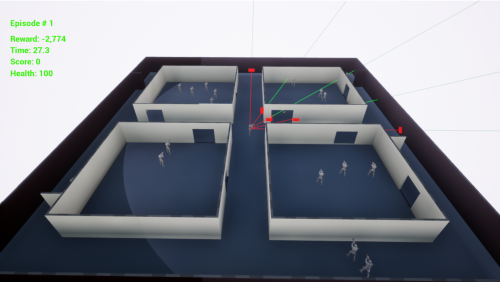 Episode # 1
Reward: -2,774
Time: 27.3
Score: 0
Health: 100